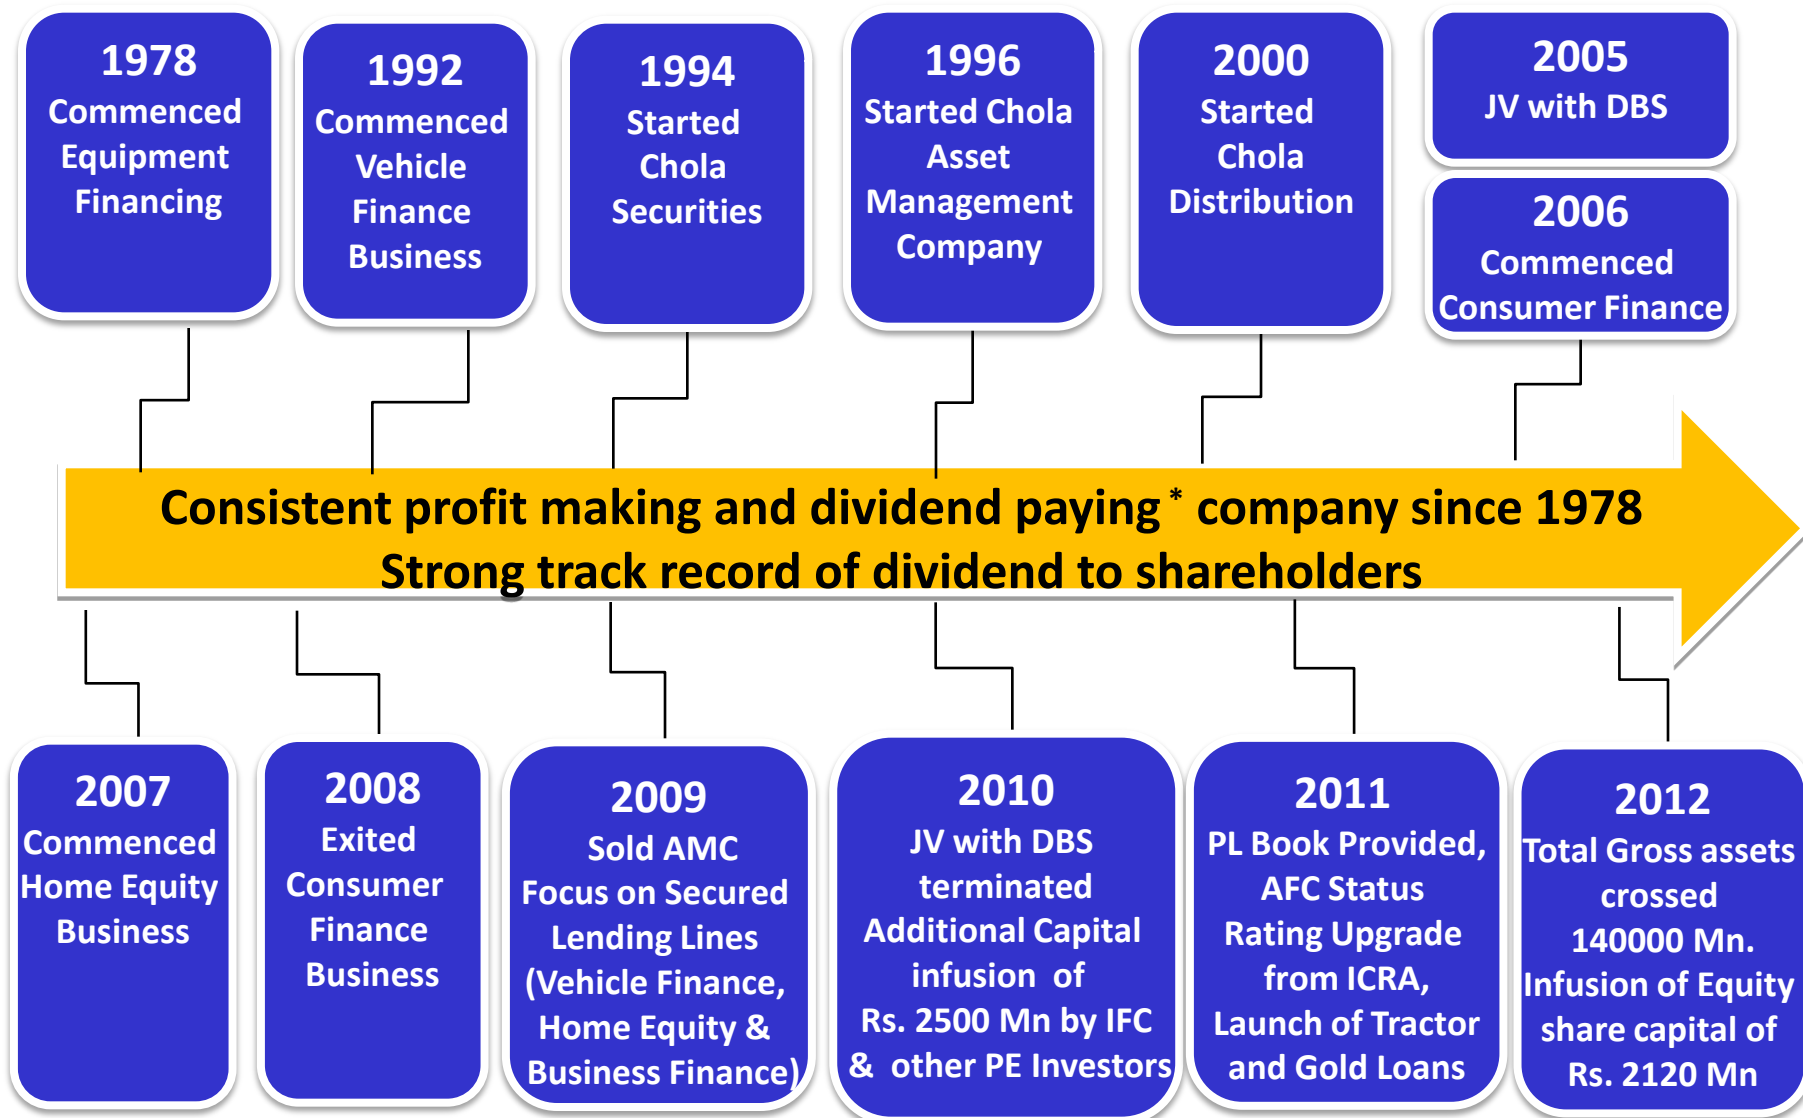 1978
Commenced
Equipment
Financing
1992
Commenced
Vehicle
Finance
Business
1994
Started
Chola
Securities
1996
Started Chola
Asset
Management
Company
2000
Started
Chola
Distribution
2005
JV with DBS
2006
Commenced
Consumer Finance
Consistent profit making and dividend paying* company since 1978
Strong track record of dividend to shareholders
2007
Commenced
Home Equity
Business
2008
Exited
Consumer
Finance
Business
2009
Sold AMC
Focus on Secured
Lending Lines
(Vehicle Finance,
Home Equity &
Business Finance)
2010
JV with DBS
terminated
Additional Capital
infusion of
Rs. 2500 Mn by IFC
& other PE Investors
2011
PL Book Provided,
AFC Status
Rating Upgrade
from ICRA,
Launch of Tractor
and Gold Loans
2012
Total Gross assets
crossed
140000 Mn.
Infusion of Equity
share capital of
Rs. 2120 Mn